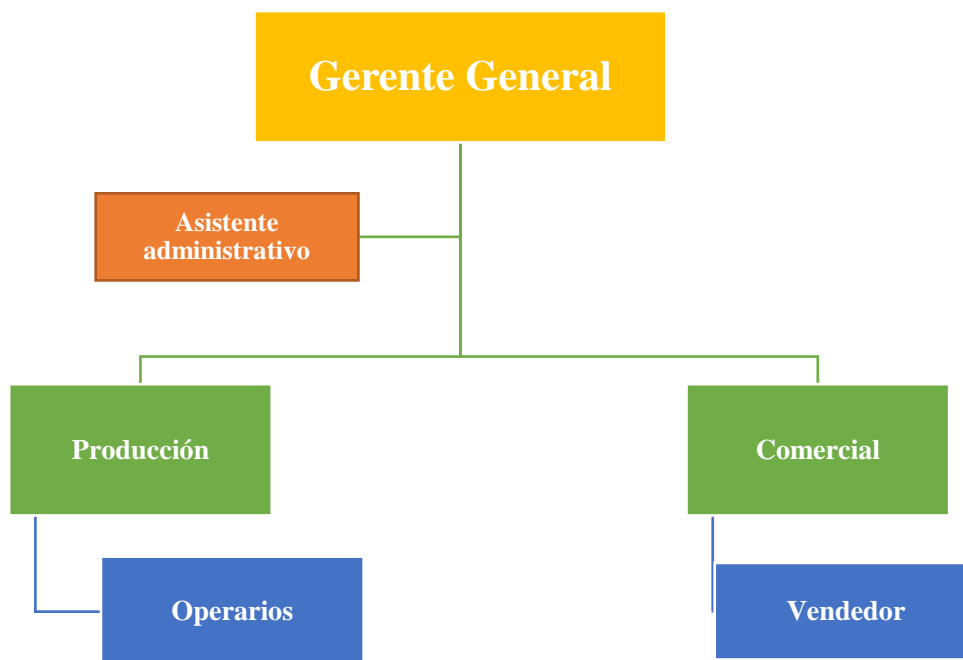 Gerente General
Asistente
administrativo
Producción
Comercial
Operarios
Vendedor